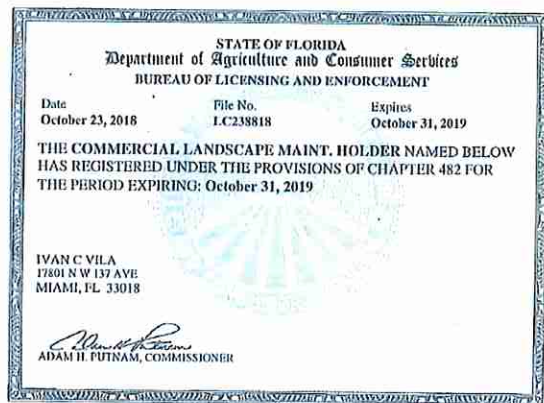 STATE OF FLORIDA
Department of Agriculture and Consumer Services
BUREAU OF LICENSING AND ENFORCEMENT
Date File No. Expires
October 23, 2018 LC238818 October 31, 2019
THE COMMERCIAL LANDSCAPE MAINT. HOLDER NAMED BELOW
HAS REGISTERED UNDER THE PROVISIONS OF CHAPTER 482 FOR
THE PERIOD EXPIRING: October 31, 2019
IVAN C VILA
17801 N W 137 AVE
MIAMI, FL 33018
ADAM H. PUTNAM, COMMISSIONER